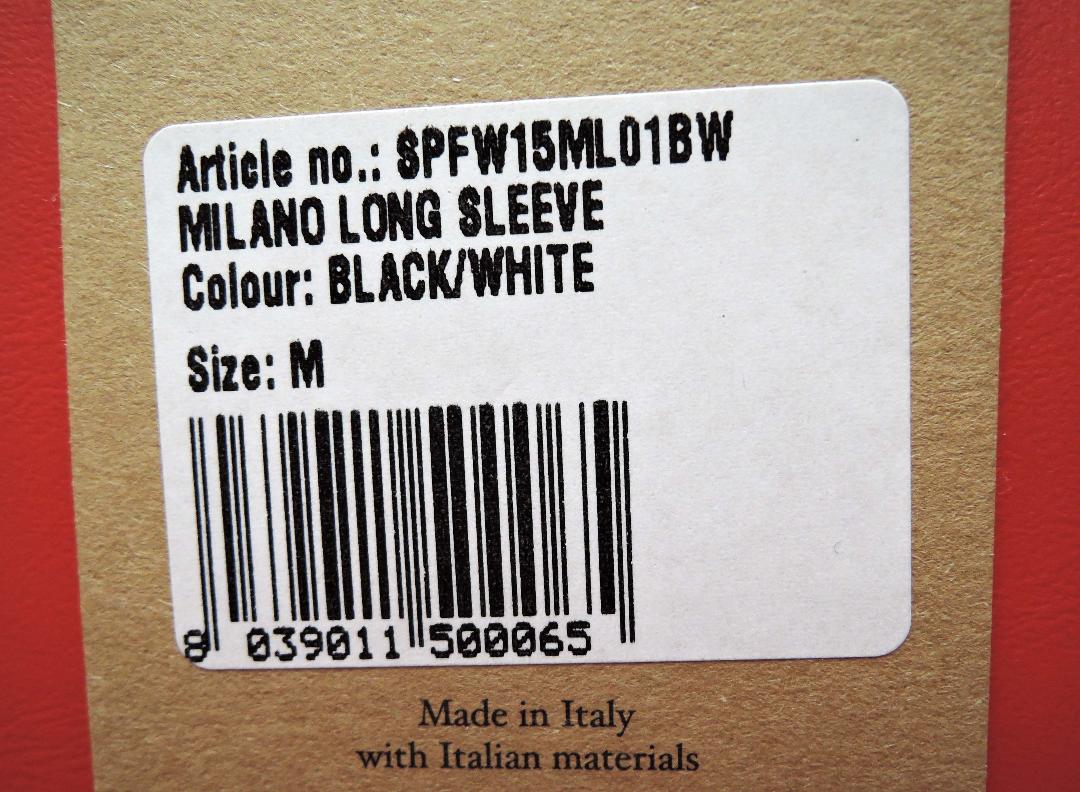 Article no.: SPFW15ML01BW
MILANO LONG SLEEVE
Colour: BLACK/WHITE
Size: M
8 039011 500065
Made in Italy
with Italian materials